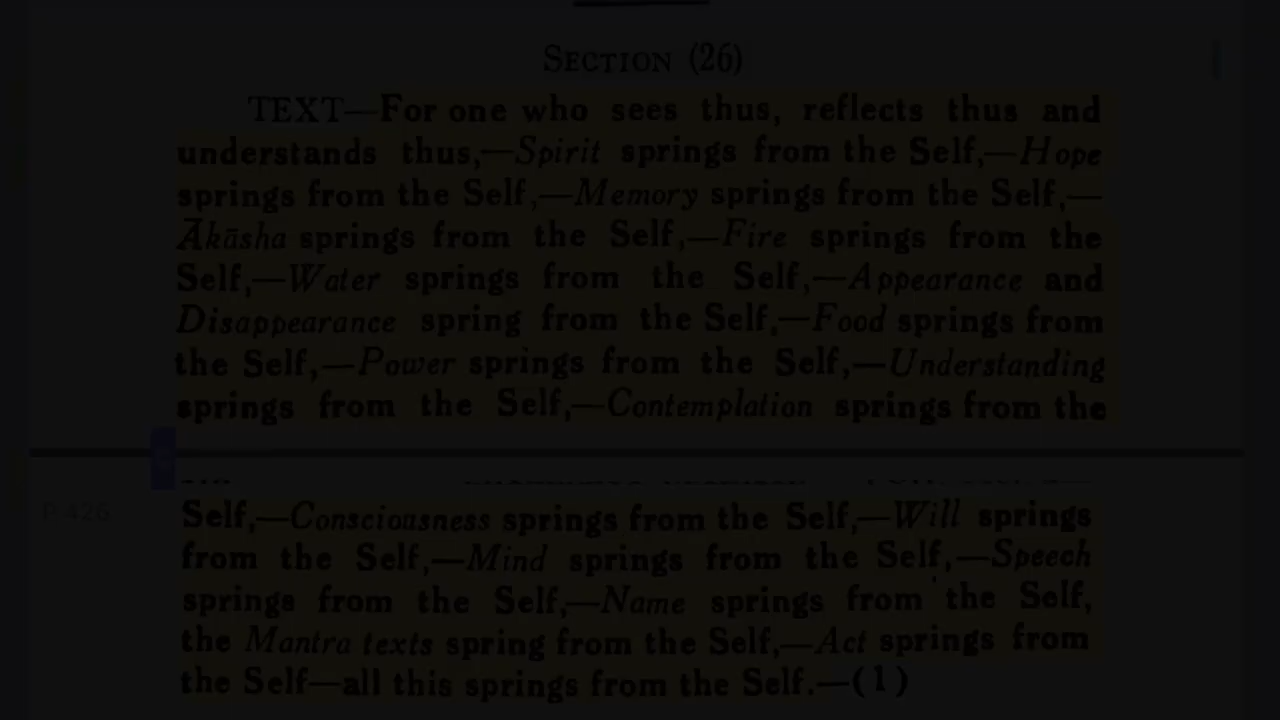 SECTION (26)
TEXT—For one who sees thus, reflects thus and
understands thus,—Spirit springs from the Self,—Hope
springs from the Self,—Memory springs from the Self,—
Ākāsha springs from the Self,—Fire springs from the
Self,—Water springs from the Self,—Appearance and
Disappearance spring from the Self,—Food springs from
the Self,—Power springs from the Self,—Understanding
springs from the Self,—Contemplation springs from the
P 426
Self,—Consciousness springs from the Self,—Will springs
from the Self,—Mind springs from the Self,—Speech
springs from the Self,—Name springs from the Self,
the Mantra texts spring from the Self,—Act springs from
the Self—all this springs from the Self.—(1)